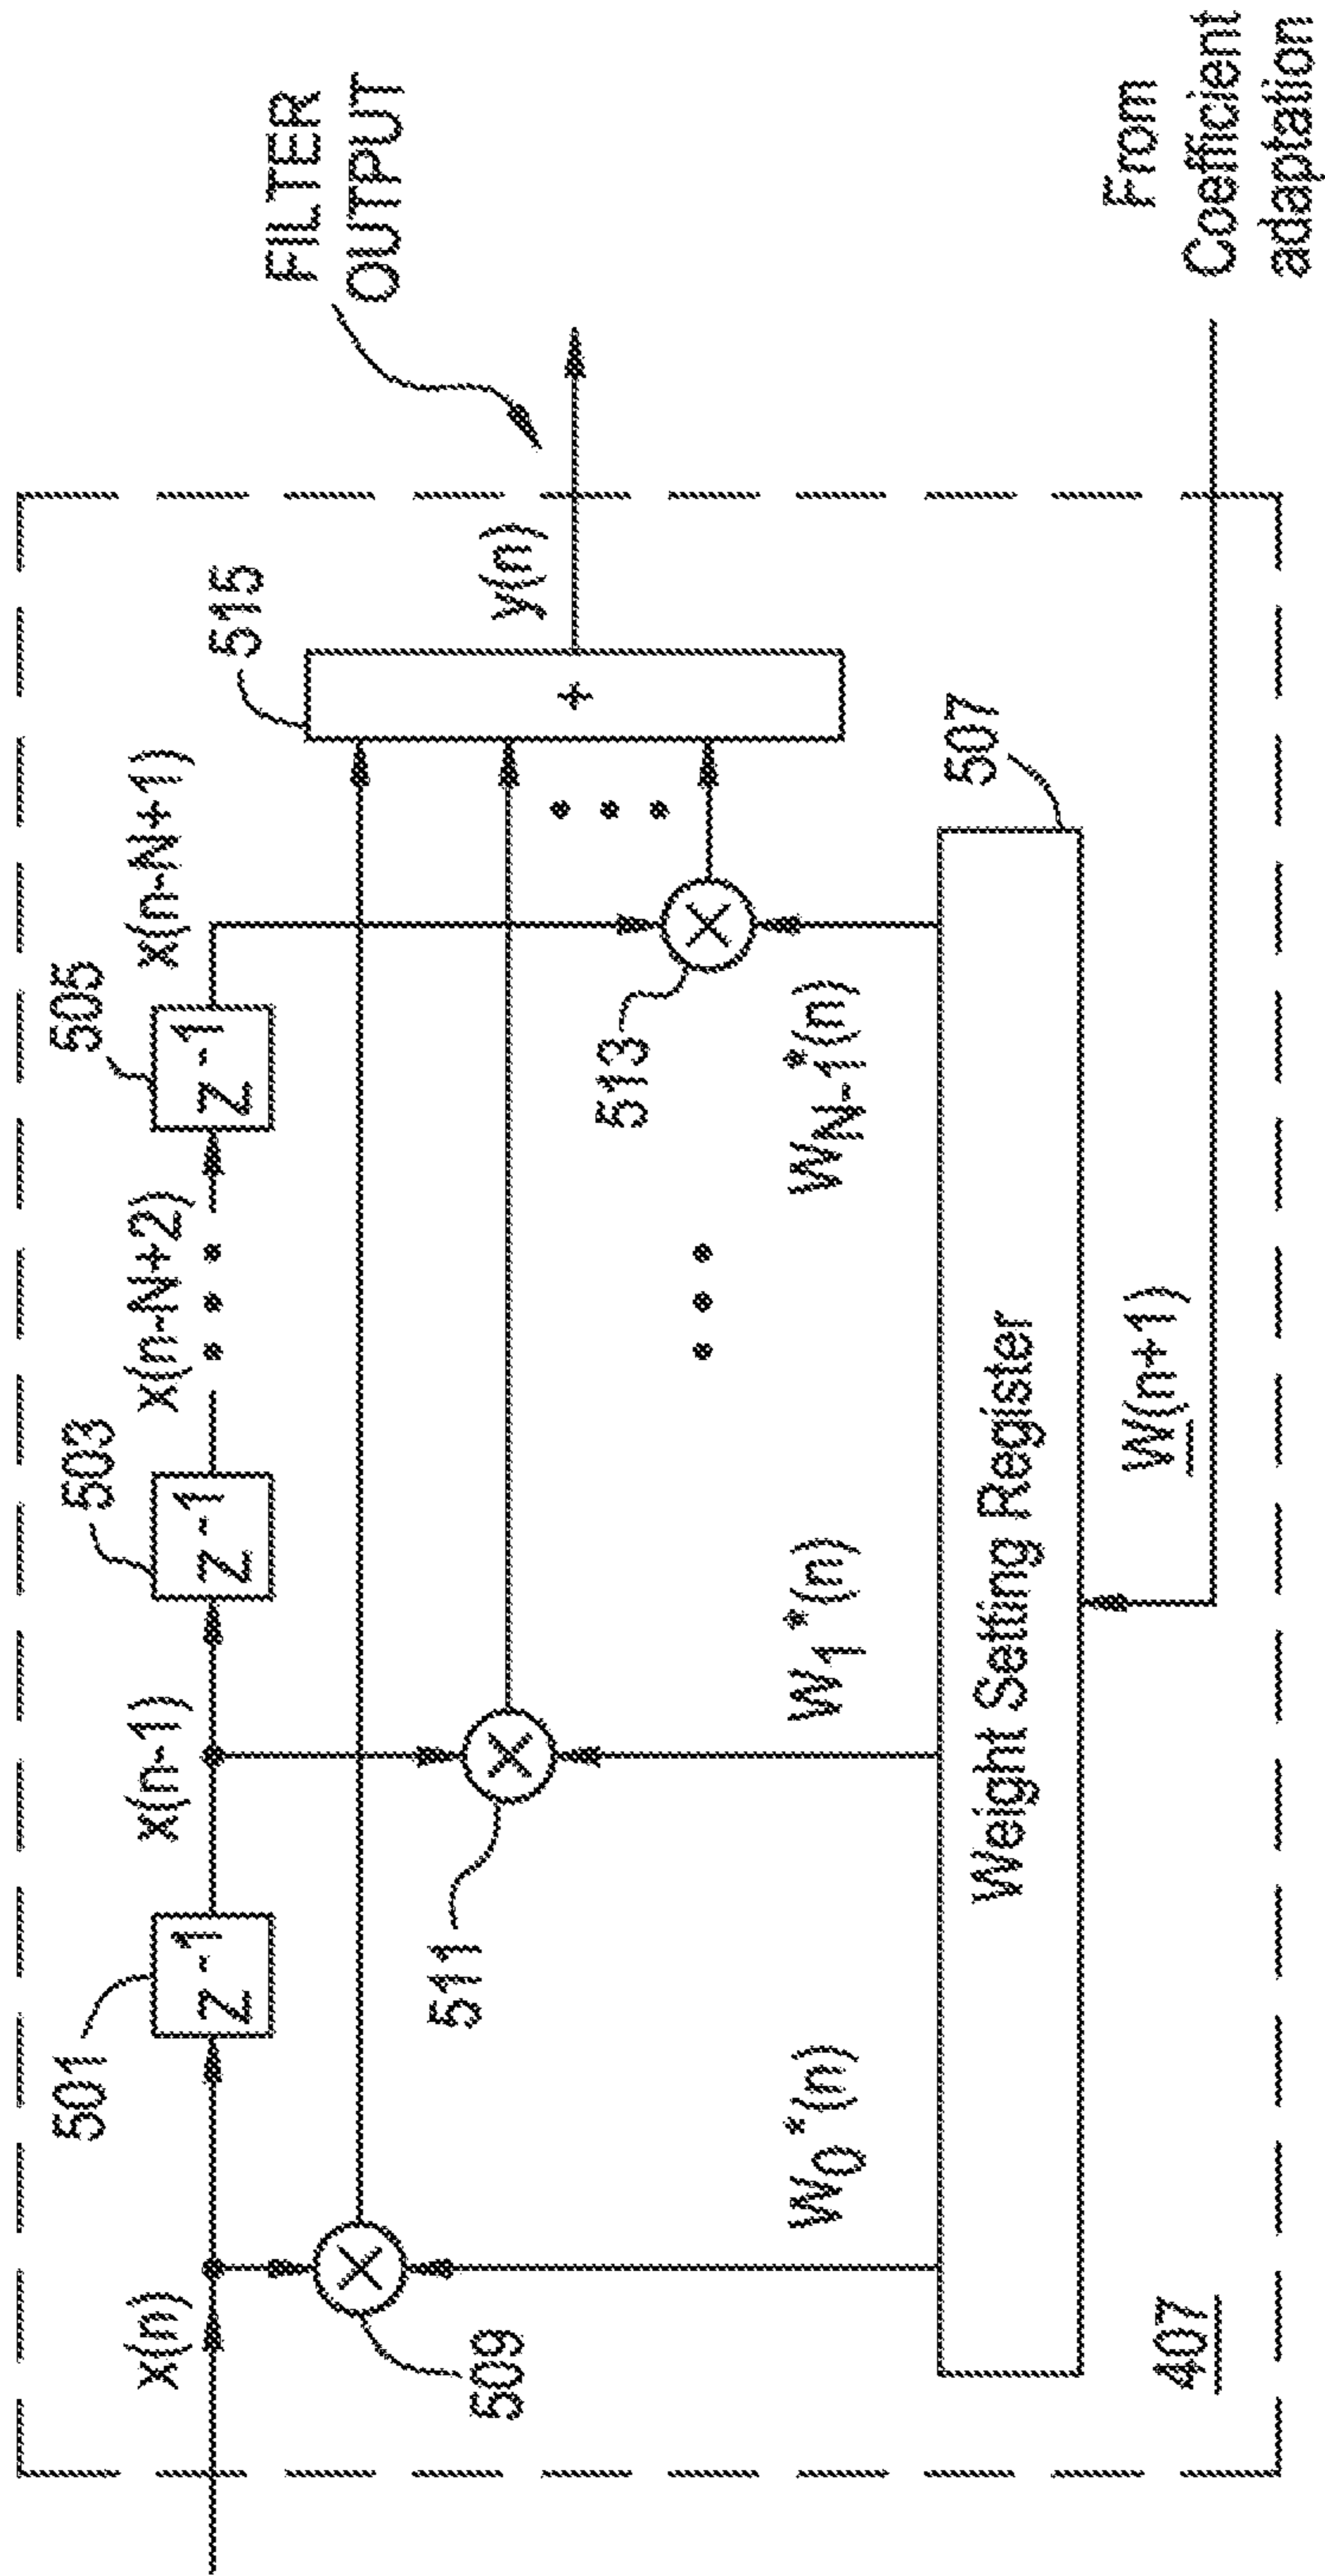 FILTER
OUTPUT
501
503
505
x(n)
x(n-1)
x(n-N+2)
x(n-N+1)
z -1
z -1
z -1
515
+
y(n)
509
511
513
W0*(n)
W1*(n)
WN-1*(n)
507
Weight Setting Register
W(n+1)
407
From
Coefficient
adaptation